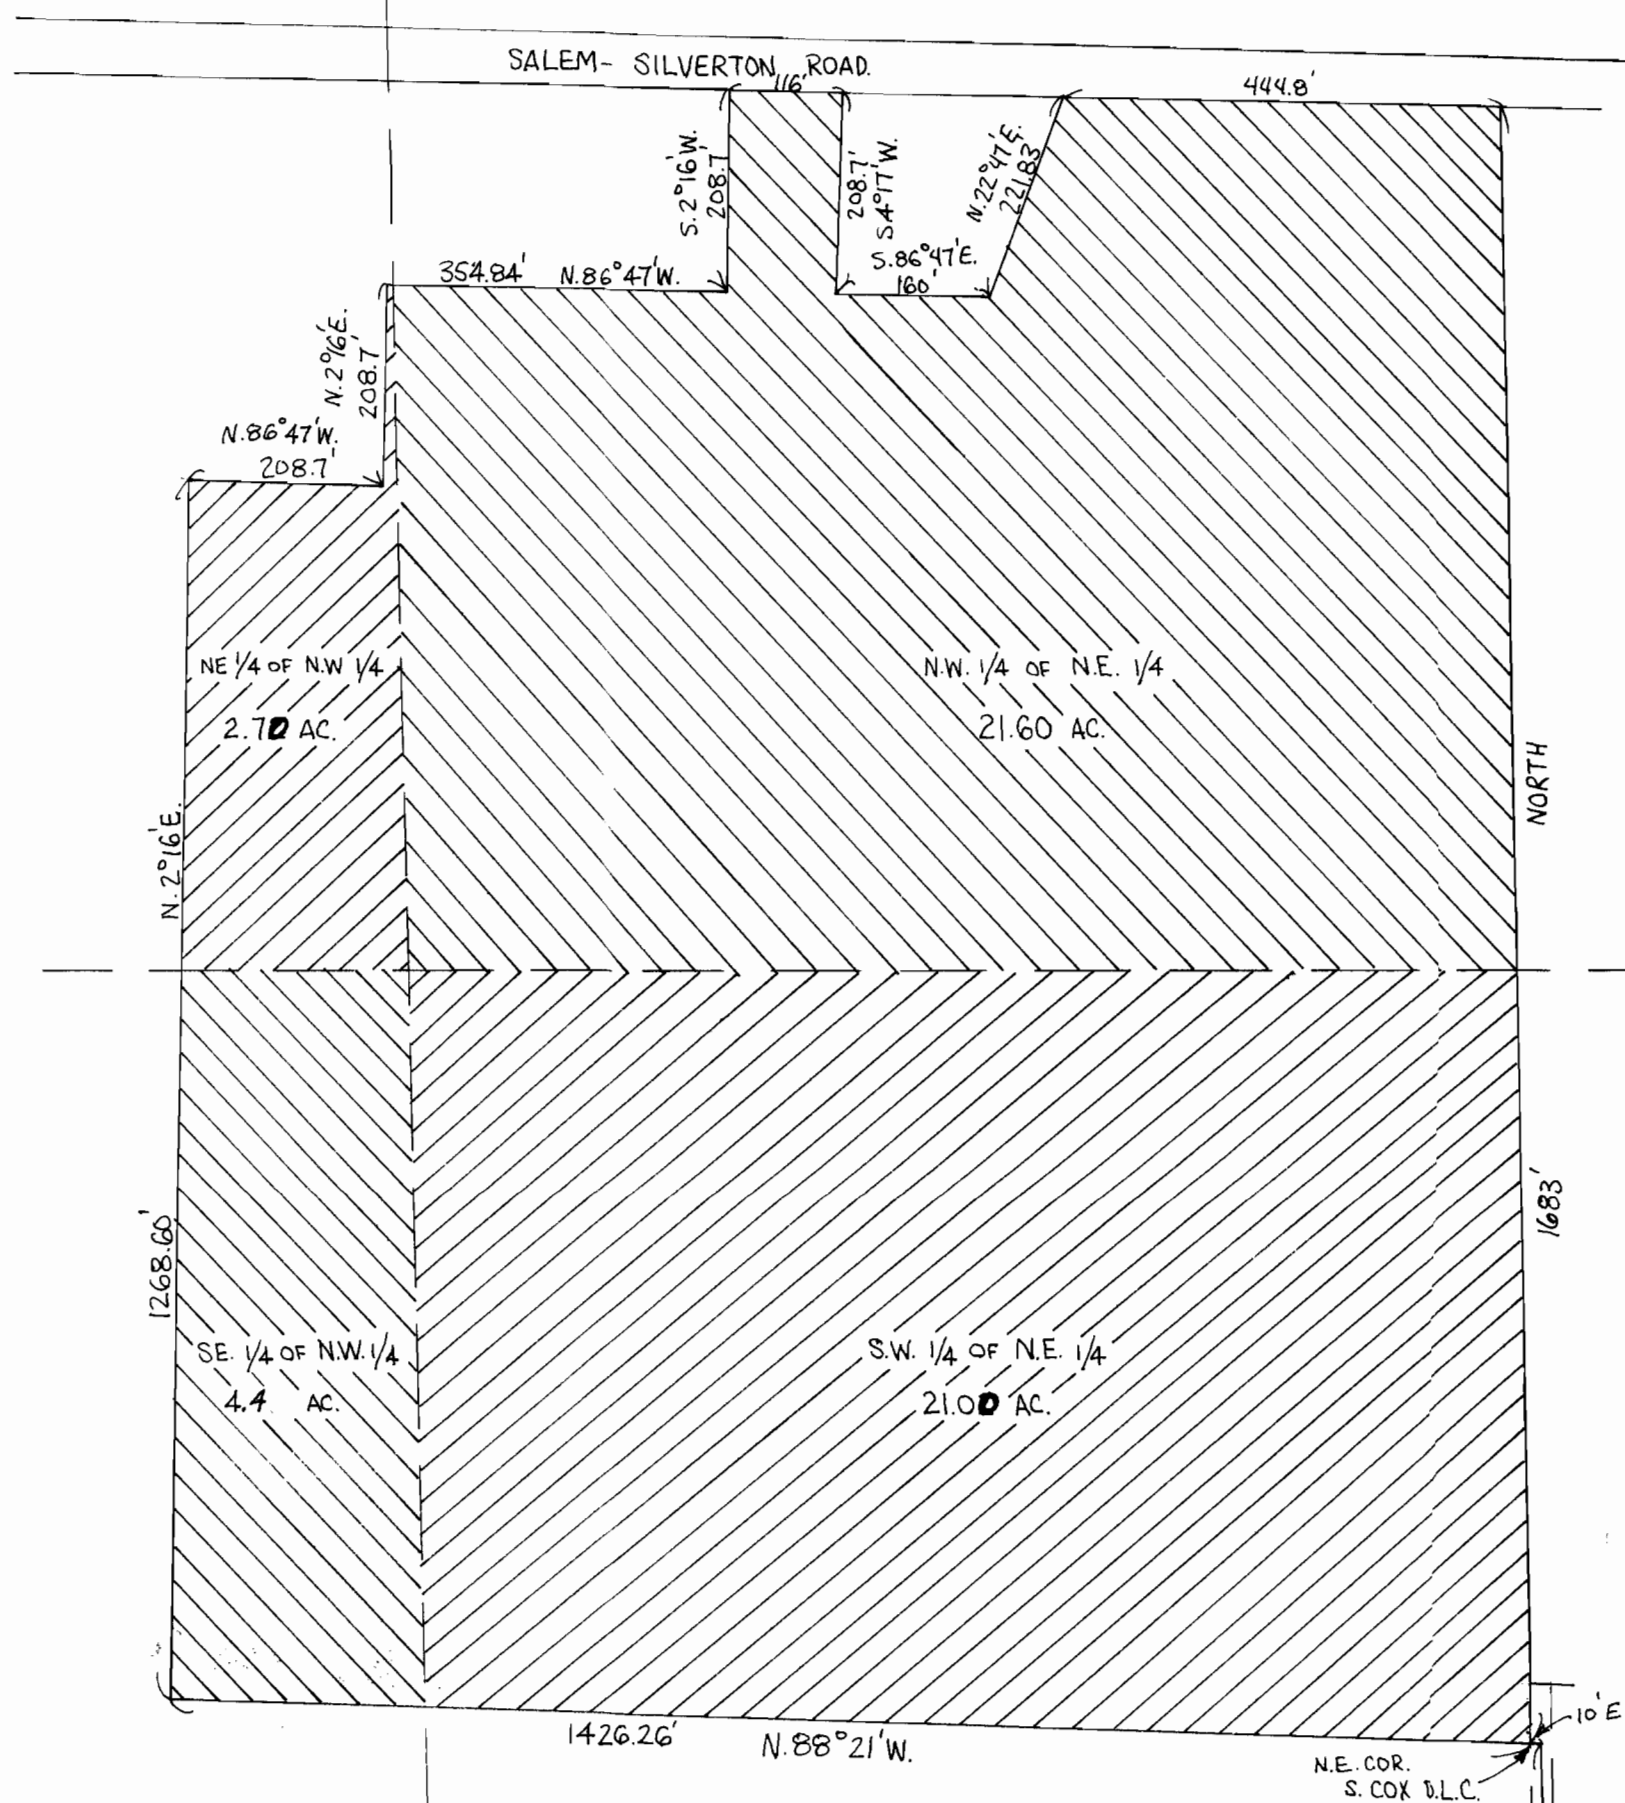 SALEM- SILVERTON ROAD.
116'
444.8'
S. 2°16'W.
208.7'
208.7'
S.4°17'W.
N.22°47'E.
221.83'
S.86°47'E.
160'
354.84' N.86°47'W.
N.2°16'E.
208.7'
N.86°47'W.
208.7'
NE 1/4 OF N.W 1/4
2.70 AC.
N.W. 1/4 OF N.E. 1/4
21.60 AC.
NORTH
N. 2°16'E.
1683'
1268.60'
SE. 1/4 OF N.W. 1/4
4.4 AC.
S.W. 1/4 OF N.E. 1/4
21.00 AC.
10' E
1426.26' N.88°21'W.
N.E. COR.
S. COX D.L.C.